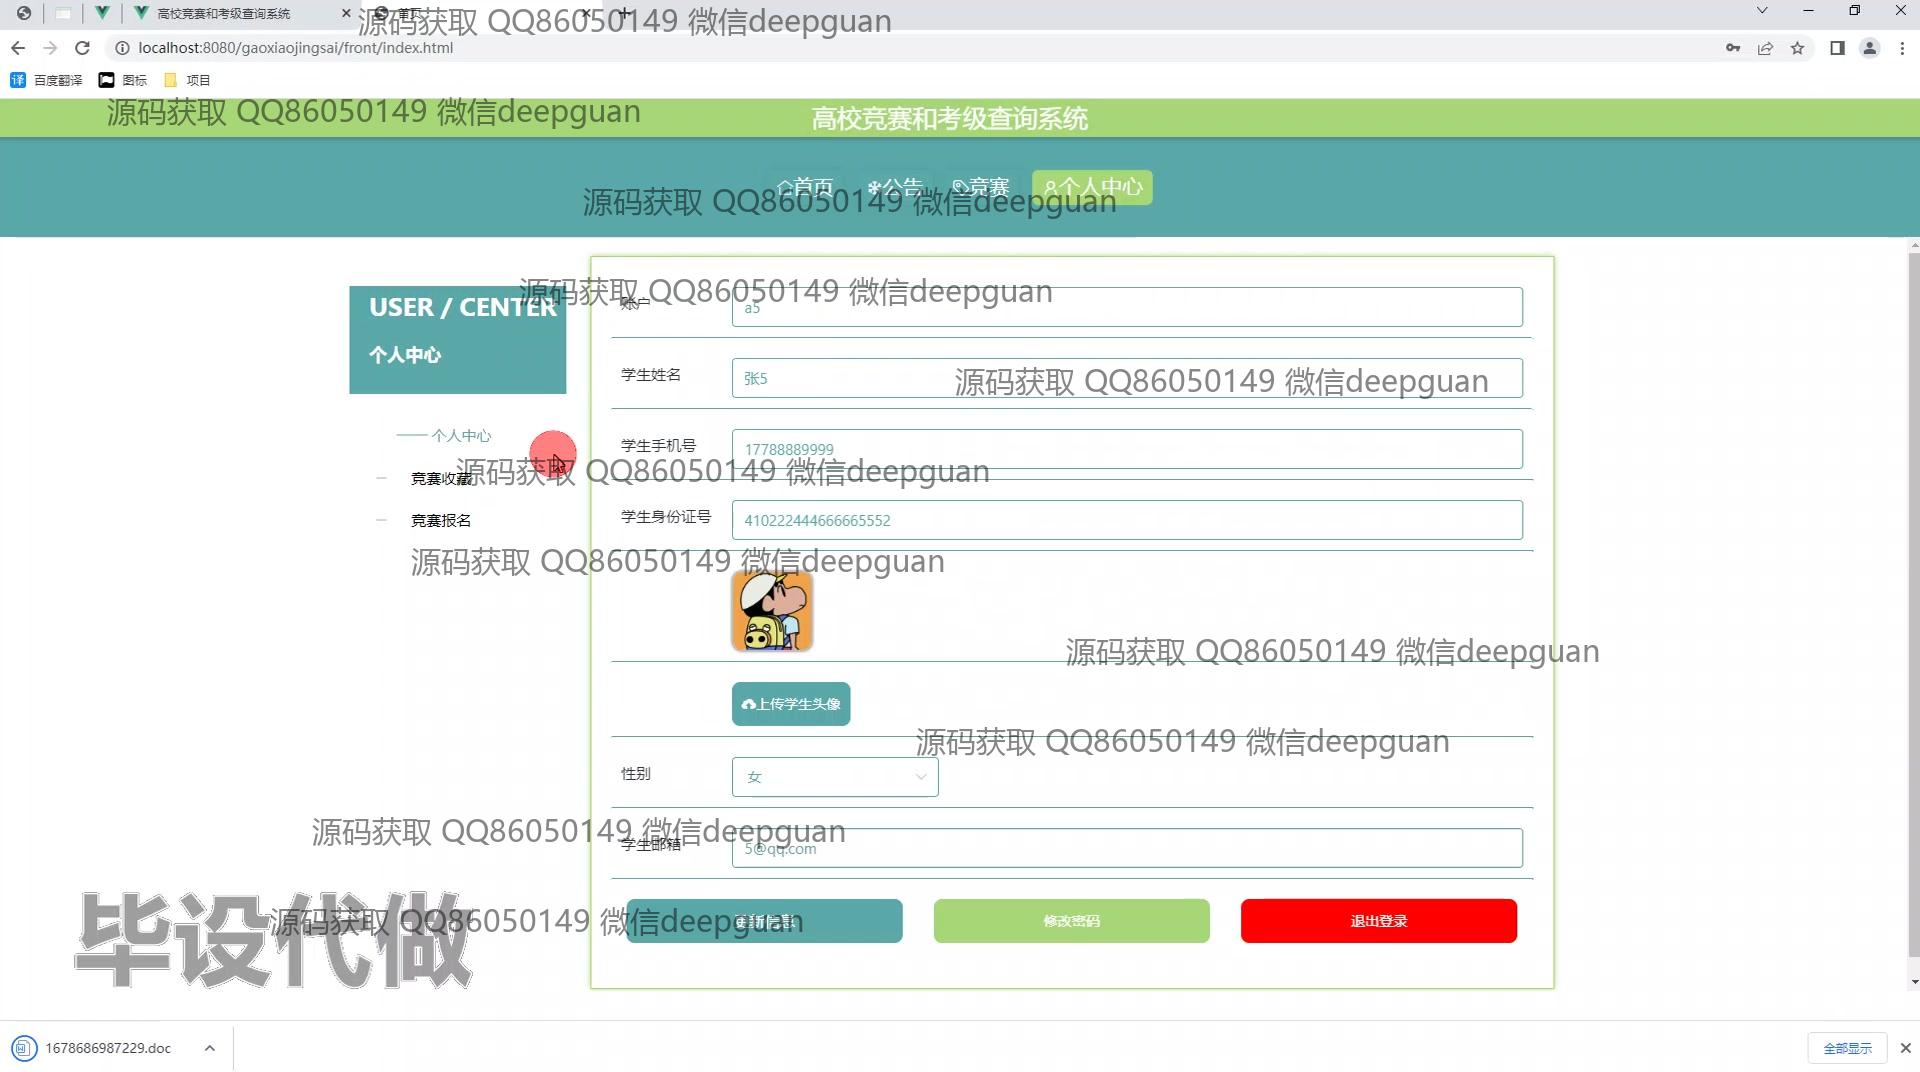 高校竞赛和考级查询系统
首页
源码获取 QQ86050149 微信deepguan
localhost:8080/gaoxiaojingsai/front/index.html
百度翻译 图标 项目
源码获取 QQ86050149 微信deepguan
高校竞赛和考级查询系统
首页 公告 竞赛 个人中心
源码获取 QQ86050149 微信deepguan
源码获取 QQ86050149 微信deepguan
USER / CENTER
个人中心
个人中心
竞赛收藏
竞赛报名
账户 a5
学生姓名 张5
源码获取 QQ86050149 微信deepguan
学生手机号 17788889999
源码获取 QQ86050149 微信deepguan
学生身份证号 410222444666665552
源码获取 QQ86050149 微信deepguan
源码获取 QQ86050149 微信deepguan
上传学生头像
源码获取 QQ86050149 微信deepguan
性别 女
源码获取 QQ86050149 微信deepguan
学生邮箱 5@qq.com
源码获取 QQ86050149 微信deepguan
更新信息 修改密码 退出登录
毕设代做
1678686987229.doc 全部显示